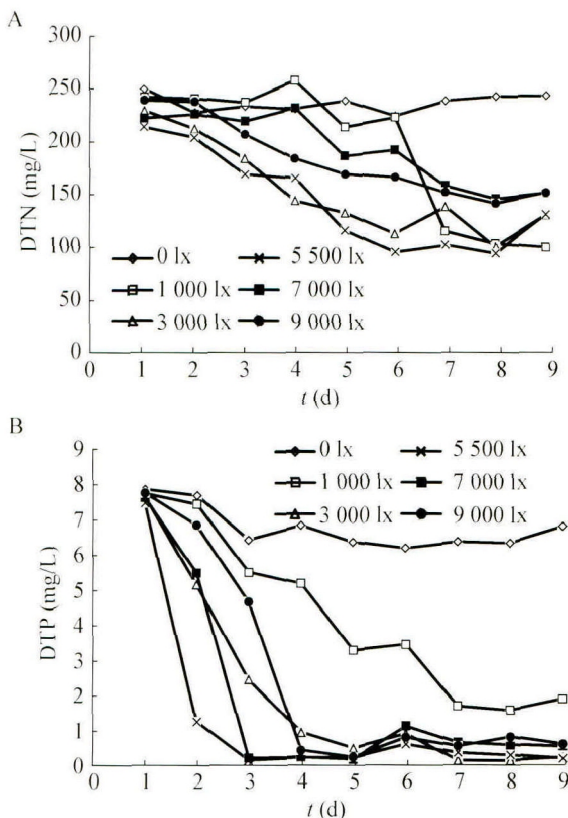 A
300
250
200
150
100
50
0
DTN (mg/L)
0 lx
5 500 lx
1 000 lx
7 000 lx
3 000 lx
9 000 lx
0 1 2 3 4 5 6 7 8 9
t (d)
B
9
8
7
6
5
4
3
2
1
0
DTP (mg/L)
0 lx
5 500 lx
1 000 lx
7 000 lx
3 000 lx
9 000 lx
0 1 2 3 4 5 6 7 8 9
t (d)